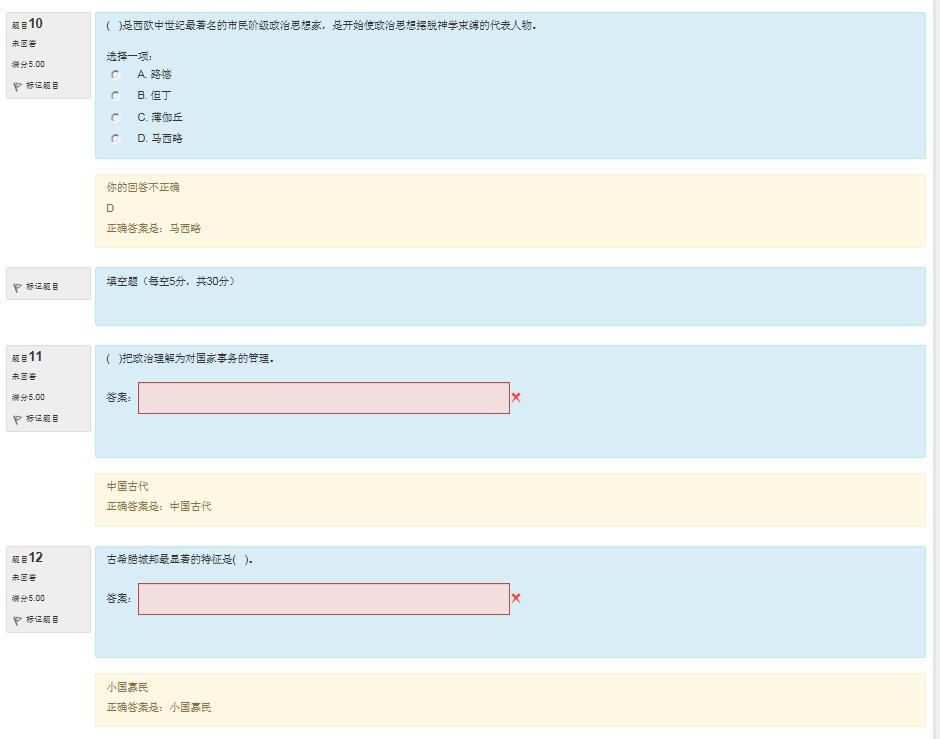 题目10
未回答
满分5.00
标记题目
( )是西欧中世纪最著名的市民阶级政治思想家，是开始使政治思想摆脱神学束缚的代表人物。
选择一项：
A. 路德
B. 但丁
C. 薄伽丘
D. 马西略
你的回答不正确
D
正确答案是：马西略
标记题目
填空题（每空5分，共30分）
题目11
未回答
满分5.00
标记题目
( )把政治理解为对国家事务的管理。
答案：
中国古代
正确答案是：中国古代
题目12
未回答
满分5.00
标记题目
古希腊城邦最显著的特征是( )。
答案：
小国寡民
正确答案是：小国寡民